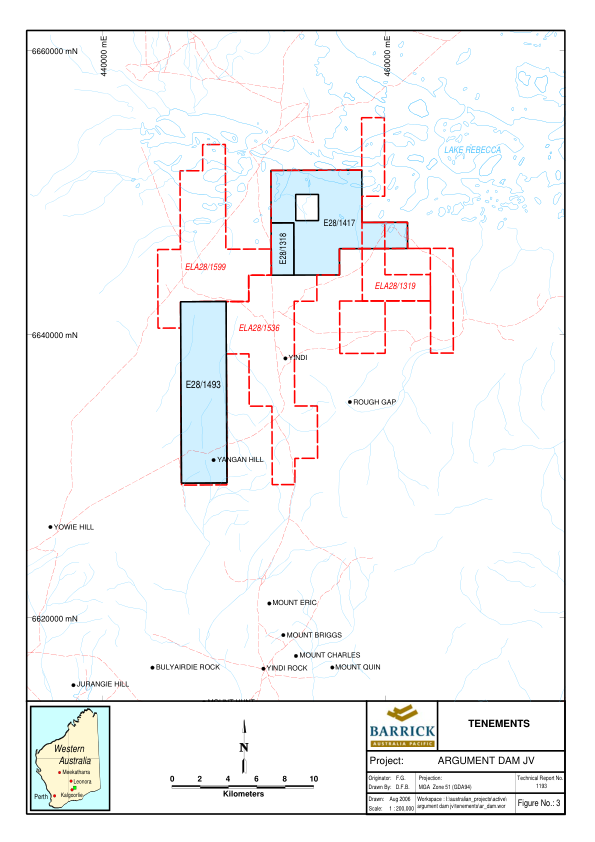 440000 mE
460000 mE
6660000 mN
LAKE REBECCA
E28/1417
E28/1318
ELA28/1599
ELA28/1319
ELA28/1536
6640000 mN
YINDI
E28/1493
ROUGH GAP
YANGAN HILL
YOWIE HILL
MOUNT ERIC
6620000 mN
MOUNT BRIGGS
MOUNT CHARLES
BULYAIRDIE ROCK
YINDI ROCK
MOUNT QUIN
JURANGIE HILL
Western
Australia
Meekatharra
Leonora
Kalgoorlie
Perth
N
0 2 4 6 8 10
Kilometers
BARRICK
AUSTRALIA PACIFIC
TENEMENTS
Project: ARGUMENT DAM JV
Originator: F.G.
Drawn By: D.F.B.
Projection:
MGA Zone 51 (GDA94)
Technical Report No.
1193
Drawn: Aug 2006
Scale: 1 :200,000
Workspace : I:\australian_projects\active\
argument dam jv\tenements\ar_dam.wor
Figure No.: 3